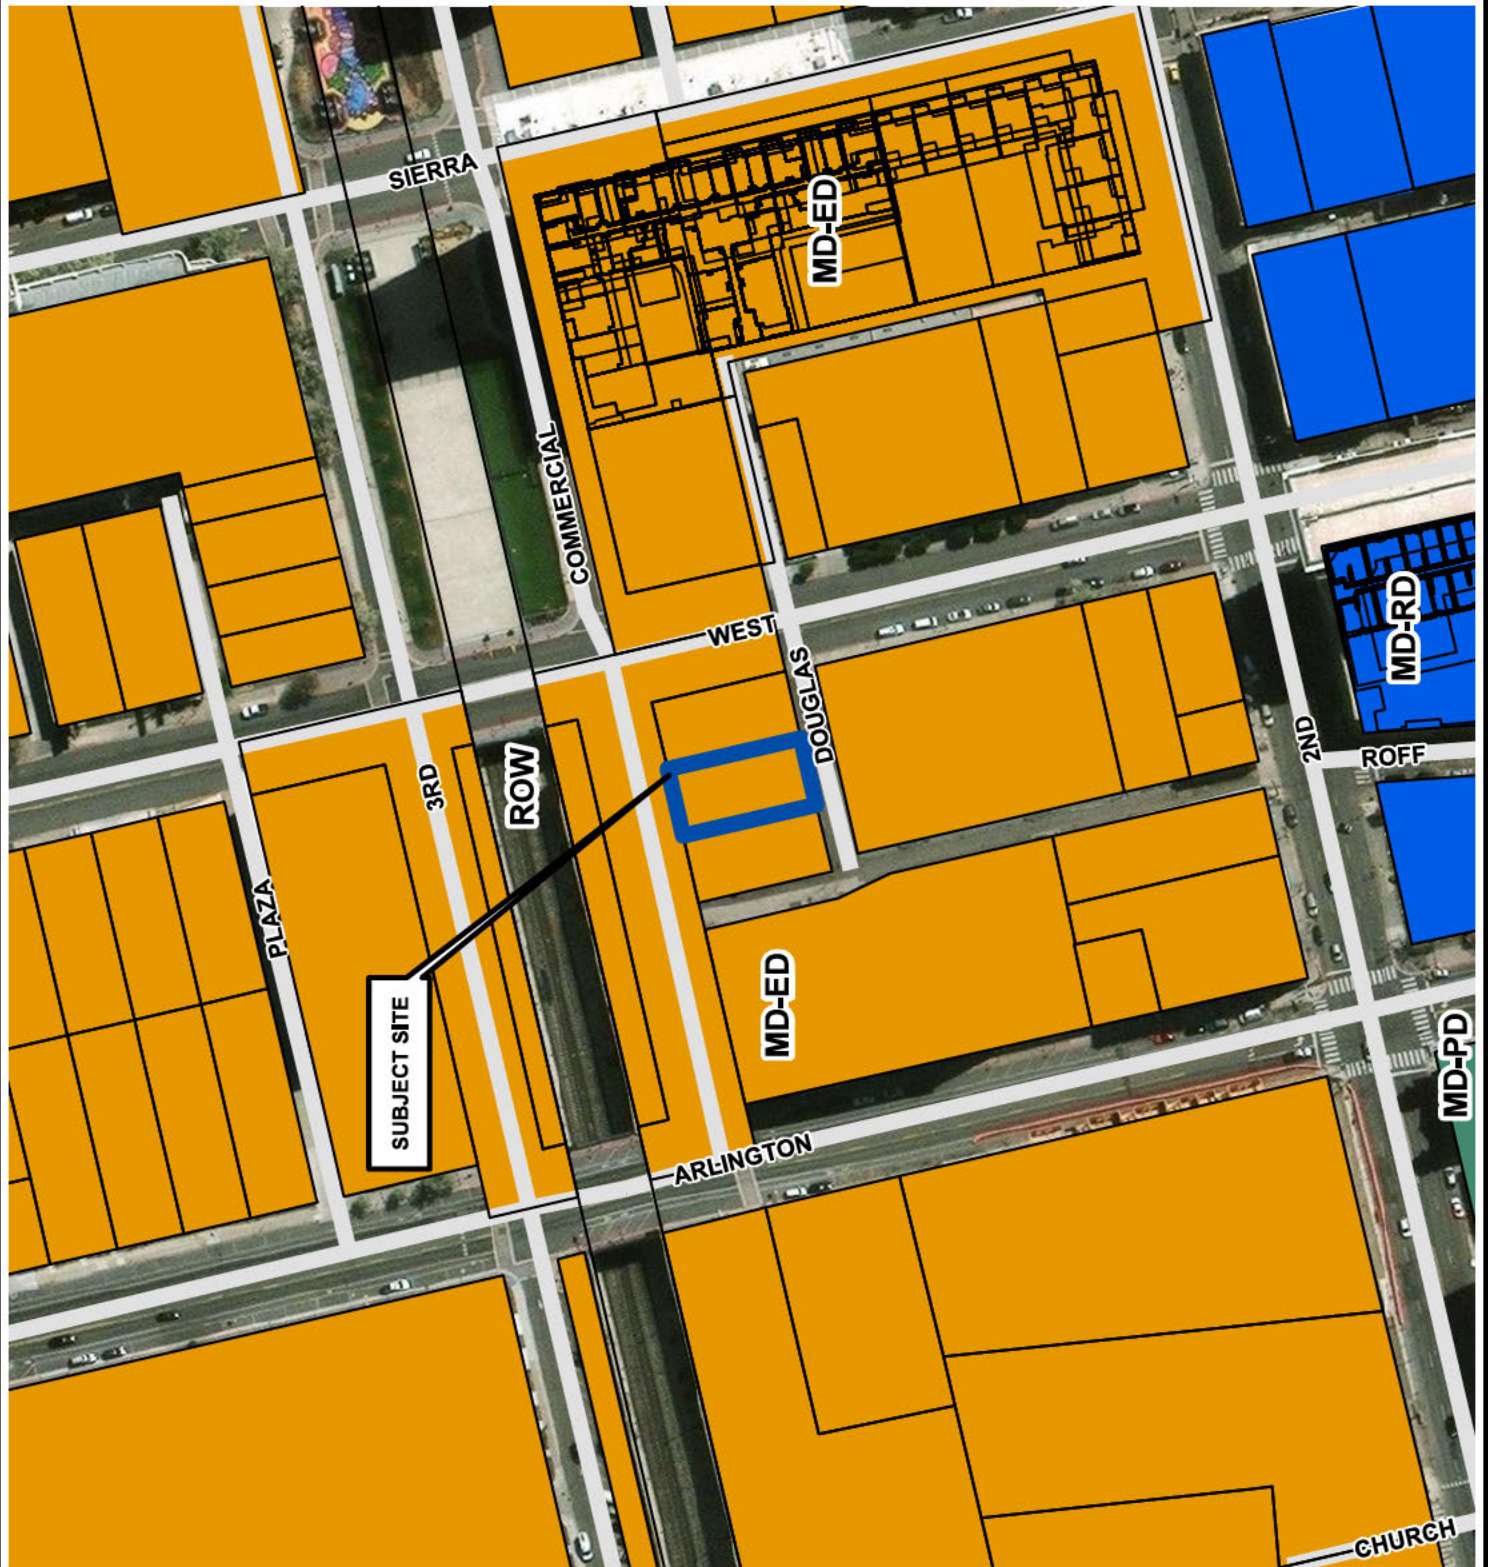 SIERRA
MD-ED
COMMERCIAL
WEST
MD-RD
DOUGLAS
2ND
ROFF
ROW
3RD
PLAZA
MD-ED
SUBJECT SITE
MD-PD
ARLINGTON
CHURCH